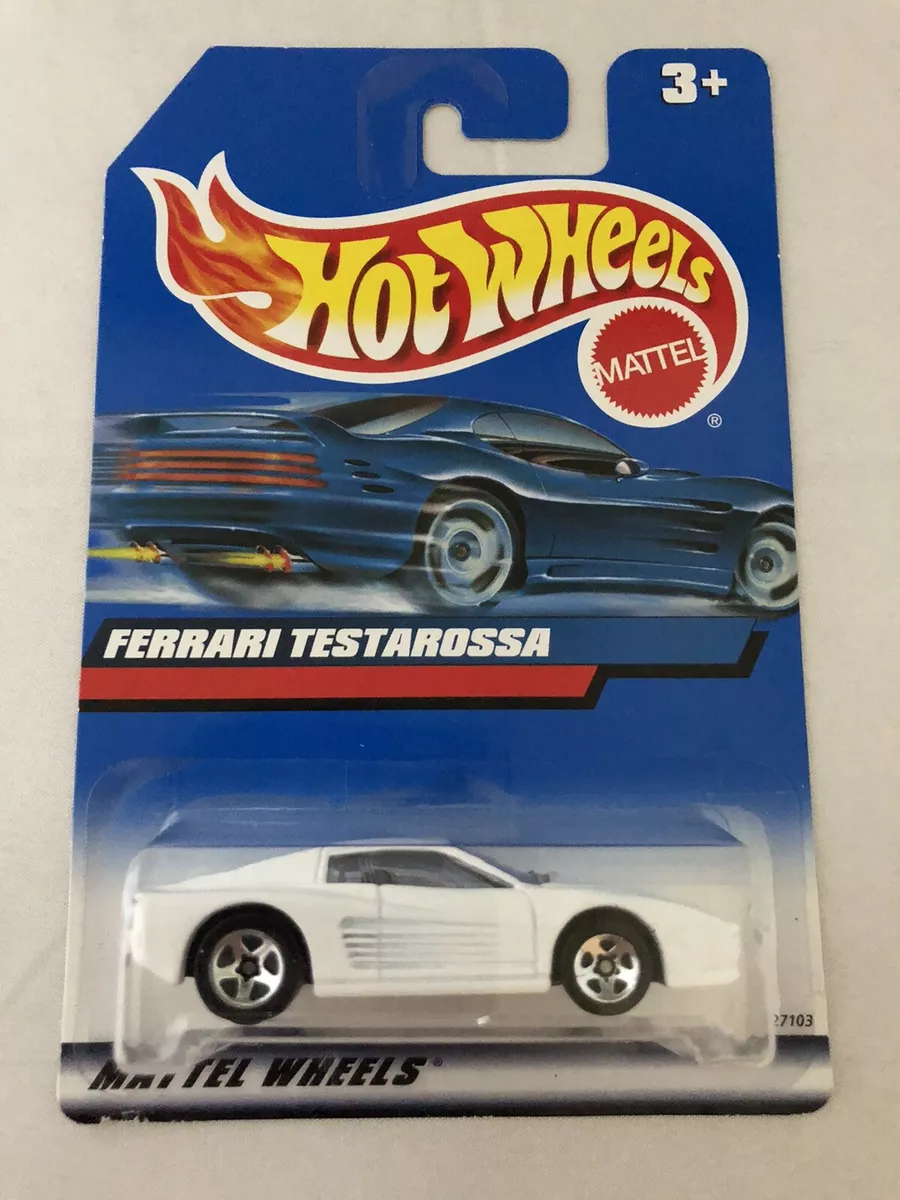 3+
HOT WHEELS
MATTEL
®
FERRARI TESTAROSSA
27103
MATTEL WHEELS®